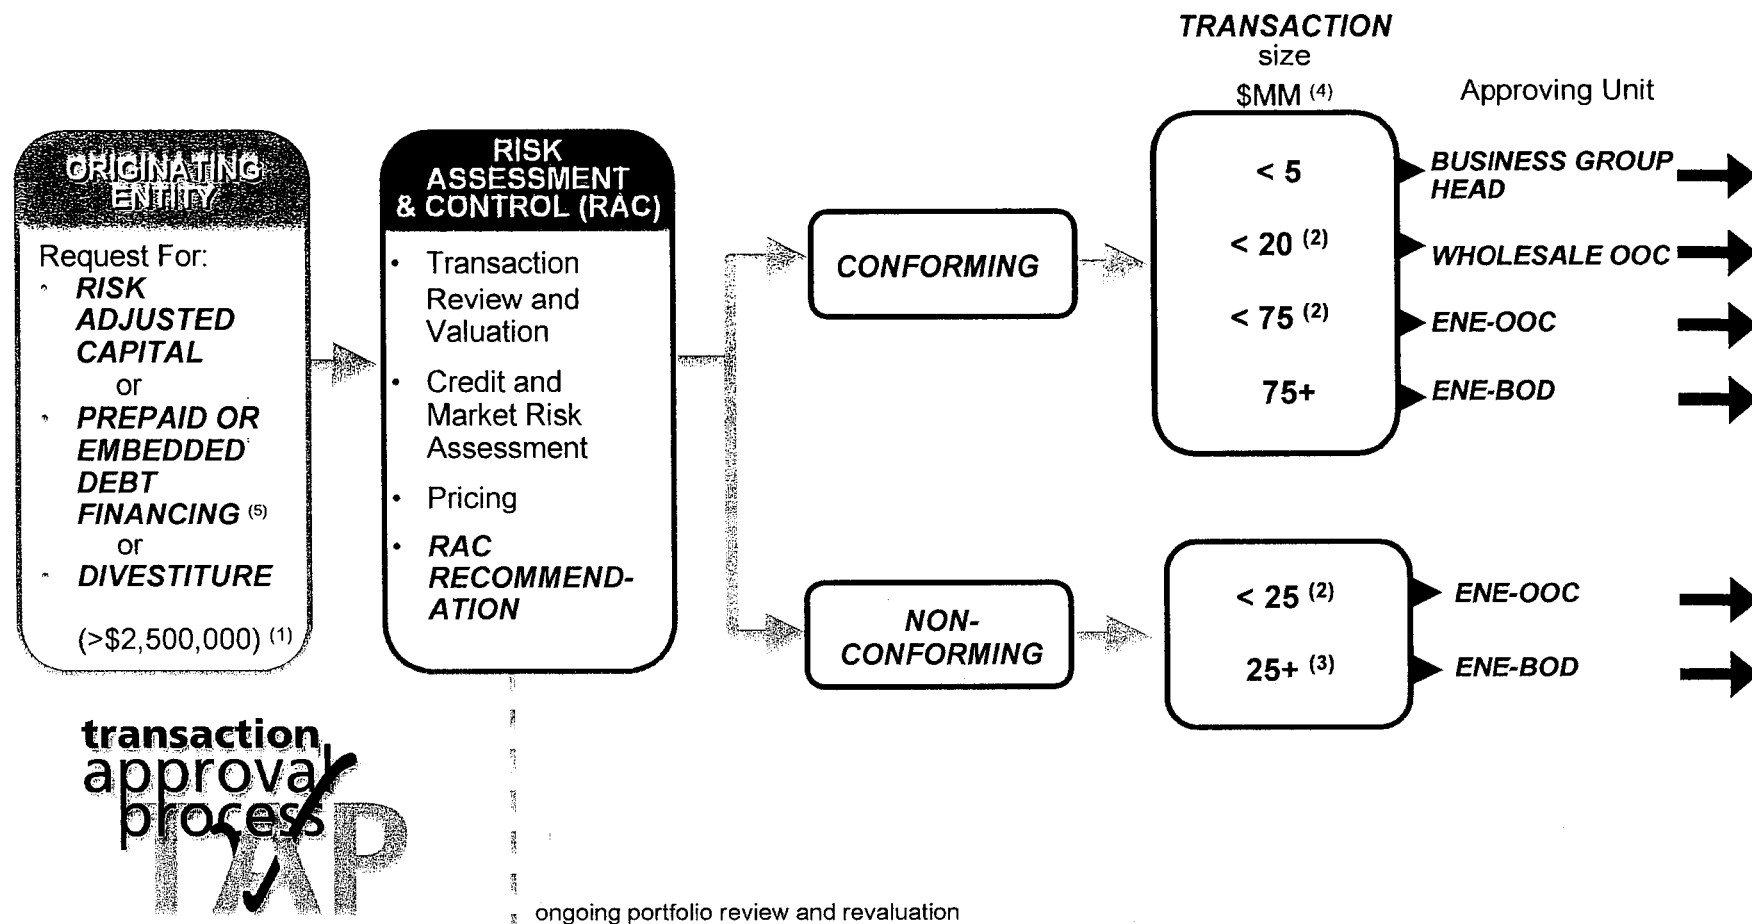 TRANSACTION
size
$MM (4)
Approving Unit
ORIGINATING
ENTITY
Request For:
RISK
ADJUSTED
CAPITAL
or
PREPAID OR
EMBEDDED
DEBT
FINANCING (5)
or
DIVESTITURE
(>$2,500,000) (1)
RISK
ASSESSMENT
& CONTROL (RAC)
• Transaction
Review and
Valuation
• Credit and
Market Risk
Assessment
• Pricing
• RAC
RECOMMEND-
ATION
CONFORMING
< 5
BUSINESS GROUP
HEAD
< 20 (2)
WHOLESALE OOC
< 75 (2)
ENE-OOC
75+
ENE-BOD
NON-
CONFORMING
< 25 (2)
ENE-OOC
25+ (3)
ENE-BOD
transaction
approval
process
TAP
ongoing portfolio review and revaluation